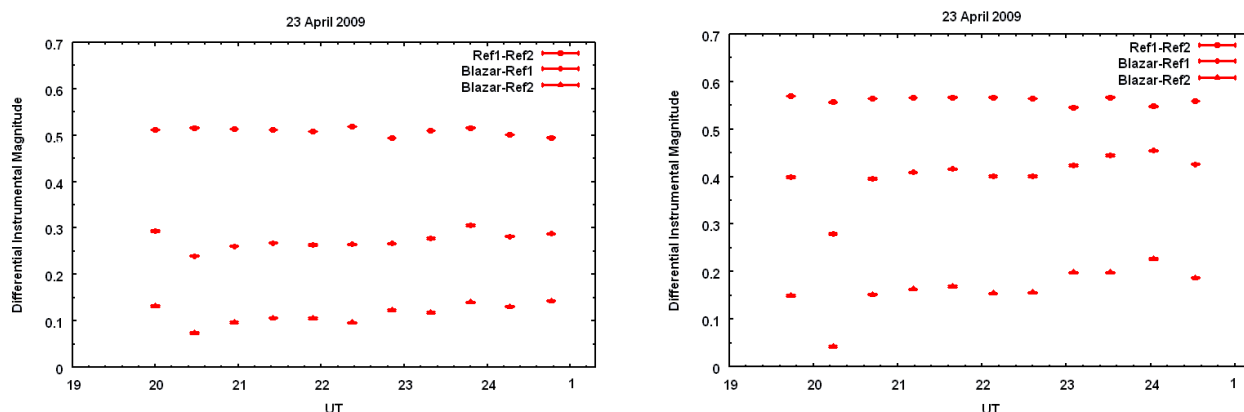 23 April 2009
Differential Instrumental Magnitude
0.7
0.6
0.5
0.4
0.3
0.2
0.1
0
Ref1-Ref2
Blazar-Ref1
Blazar-Ref2
19 20 21 22 23 24 1
UT
23 April 2009
Differential Instrumental Magnitude
0.7
0.6
0.5
0.4
0.3
0.2
0.1
0
Ref1-Ref2
Blazar-Ref1
Blazar-Ref2
19 20 21 22 23 24 1
UT